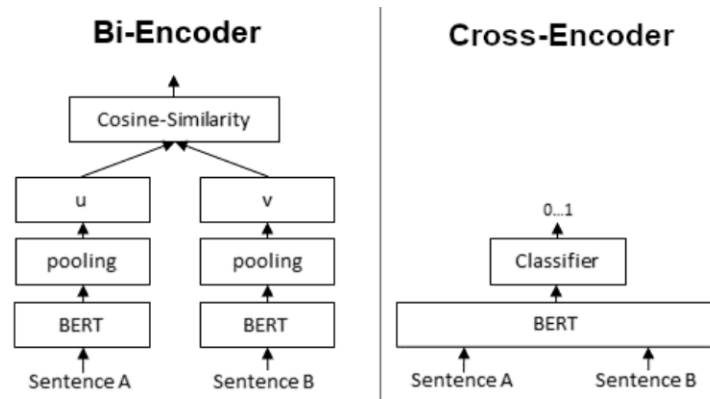 Bi-Encoder
Cosine-Similarity
u
v
pooling
pooling
BERT
BERT
Sentence A
Sentence B
Cross-Encoder
0...1
Classifier
BERT
Sentence A
Sentence B